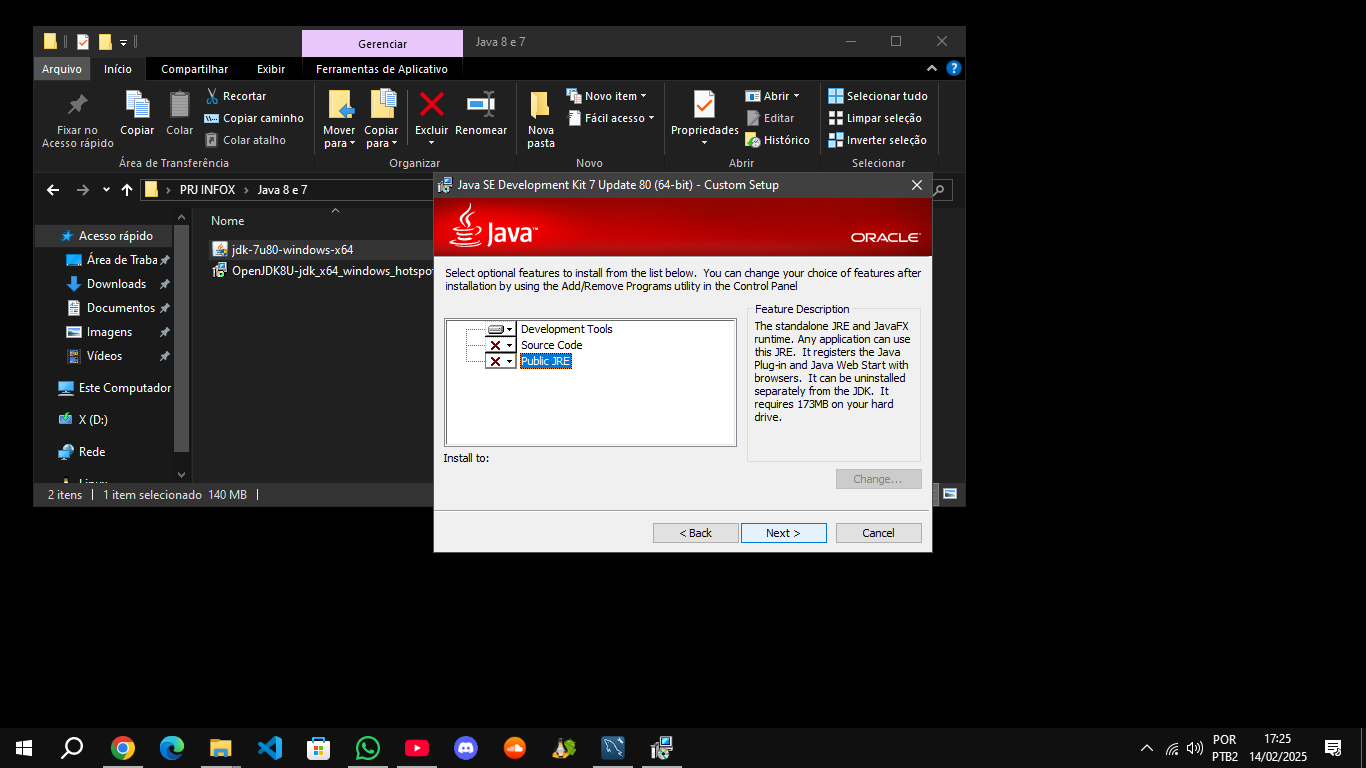 Gerenciar
Java 8 e 7
Arquivo
Início
Compartilhar
Exibir
Ferramentas de Aplicativo
Fixar no
Acesso rápido
Copiar
Colar
Recortar
Copiar caminho
Colar atalho
Área de Transferência
Mover
para
Copiar
para
Excluir
Renomear
Organizar
Nova
pasta
Novo item
Fácil acesso
Novo
Propriedades
Abrir
Editar
Histórico
Abrir
Selecionar tudo
Limpar seleção
Inverter seleção
Selecionar
PRJ INFOX > Java 8 e 7
Acesso rápido
Área de Traba
Downloads
Documentos
Imagens
Vídeos
Este Computador
X (D:)
Rede
Linux
Nome
jdk-7u80-windows-x64
OpenJDK8U-jdk_x64_windows_hotspot
2 itens
1 item selecionado 140 MB
Java SE Development Kit 7 Update 80 (64-bit) - Custom Setup
Java™
ORACLE
Select optional features to install from the list below. You can change your choice of features after
installation by using the Add/Remove Programs utility in the Control Panel
Development Tools
Source Code
Public JRE
Feature Description
The standalone JRE and JavaFX
runtime. Any application can use
this JRE. It registers the Java
Plug-in and Java Web Start with
browsers. It can be uninstalled
separately from the JDK. It
requires 173MB on your hard
drive.
Install to:
Change...
< Back
Next >
Cancel
POR
PTB2
17:25
14/02/2025